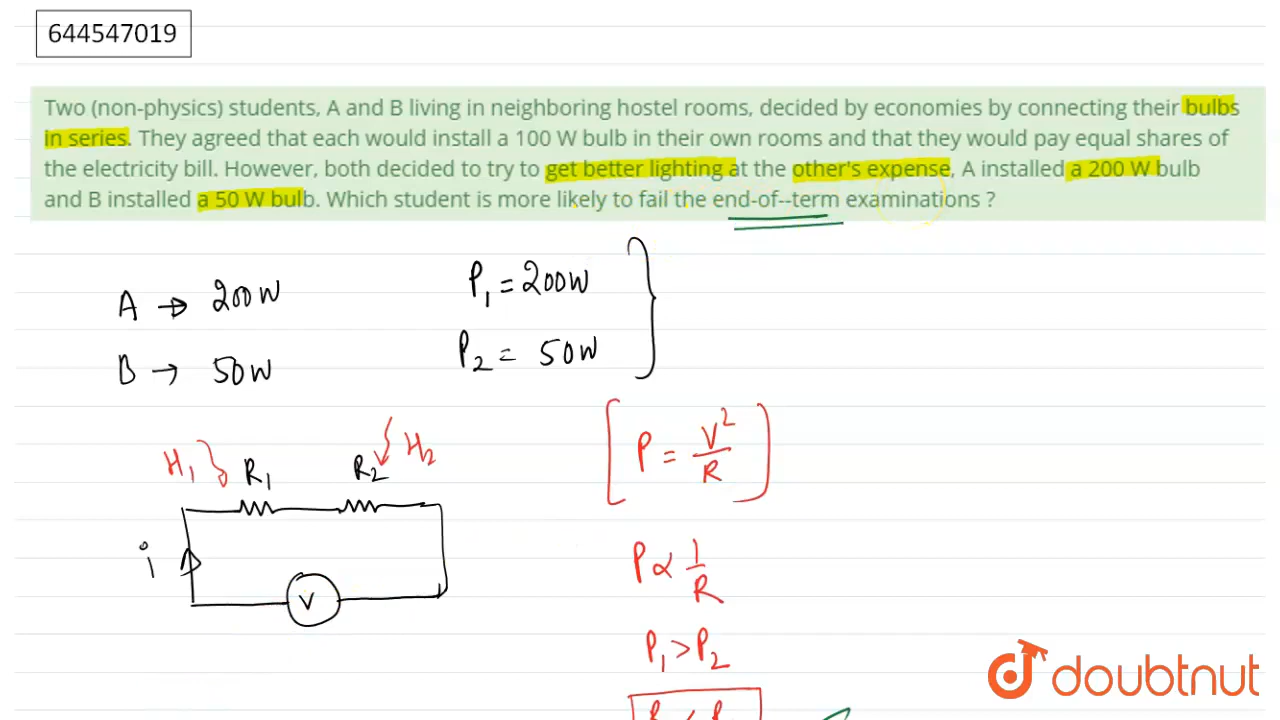 644547019
Two (non-physics) students, A and B living in neighboring hostel rooms, decided by economies by connecting their bulbs
in series. They agreed that each would install a 100 W bulb in their own rooms and that they would pay equal shares of
the electricity bill. However, both decided to try to get better lighting at the other's expense, A installed a 200 W bulb
and B installed a 50 W bulb. Which student is more likely to fail the end-of--term examinations ?
A → 200W
P₁ = 200W
B → 50W
P₂ = 50W
H₁
R₁
R₂
H₂
P = V²/R
i
V
P ∝ 1/R
P₁ > P₂
doubtnut